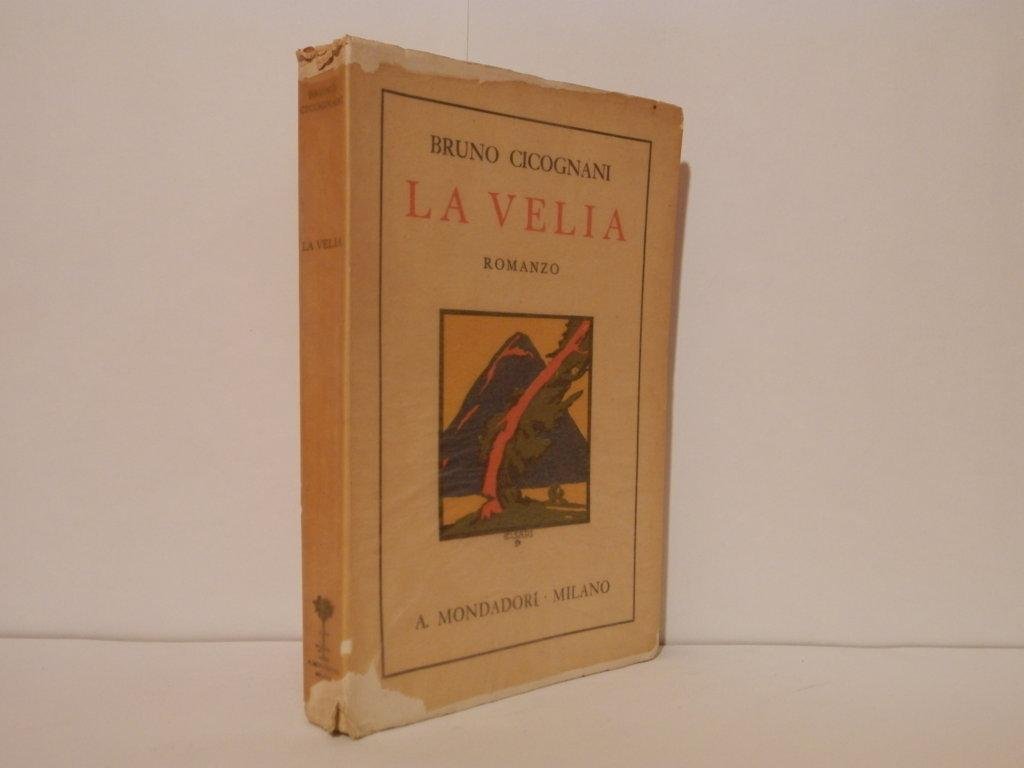 BRUNO CICOGNANI
LA VELIA
ROMANZO
A. MONDADORI · MILANO
BRUNO
CICOGNANI
LA VELIA